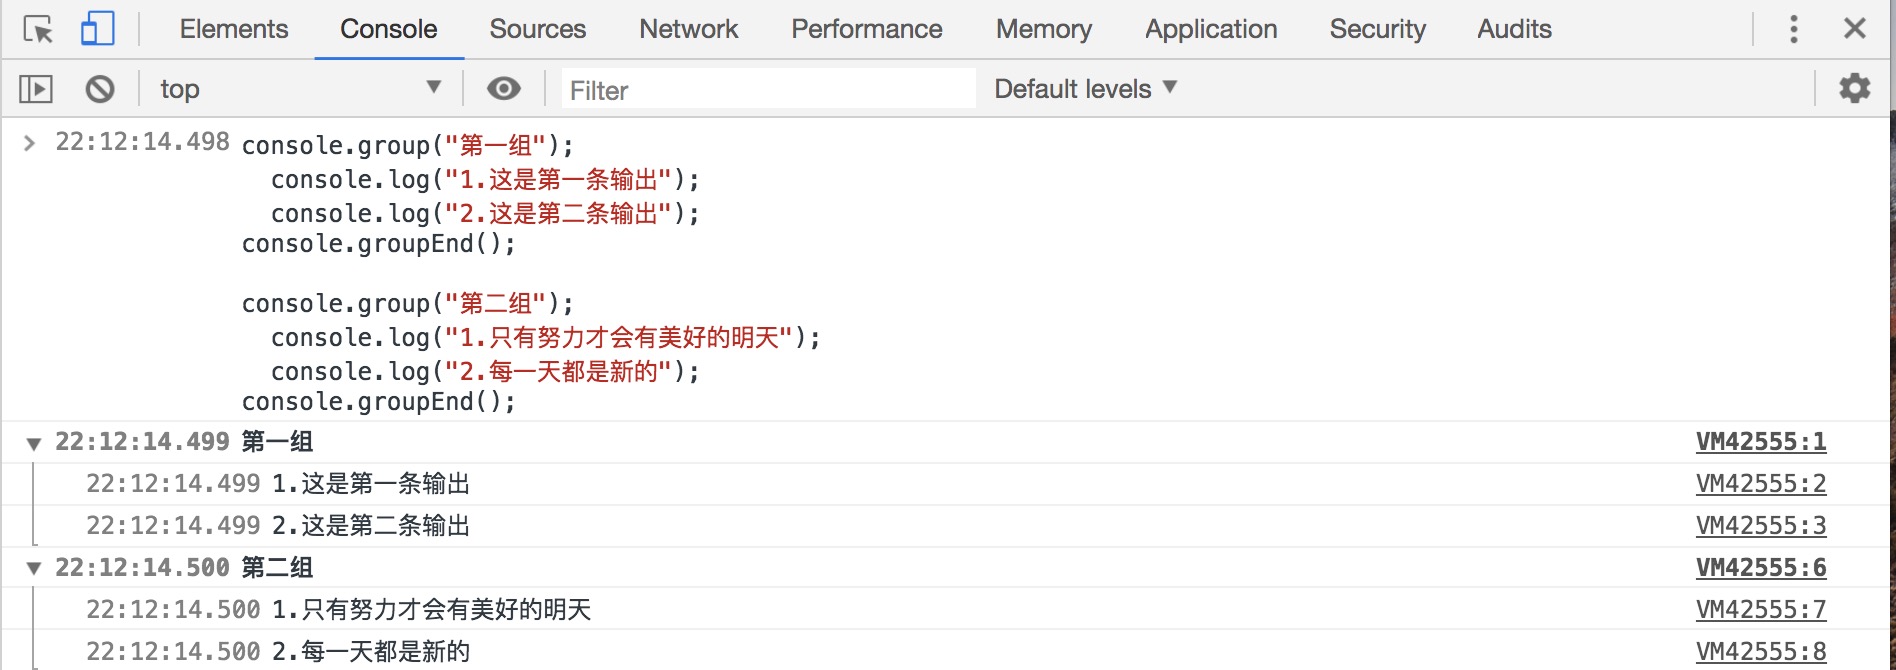 Elements Console Sources Network Performance Memory Application Security Audits
top Filter Default levels
22:12:14.498 console.group("第一组");
console.log("1.这是第一条输出");
console.log("2.这是第二条输出");
console.groupEnd();
console.group("第二组");
console.log("1.只有努力才会有美好的明天");
console.log("2.每一天都是新的");
console.groupEnd();
22:12:14.499 第一组 VM42555:1
22:12:14.499 1.这是第一条输出 VM42555:2
22:12:14.499 2.这是第二条输出 VM42555:3
22:12:14.500 第二组 VM42555:6
22:12:14.500 1.只有努力才会有美好的明天 VM42555:7
22:12:14.500 2.每一天都是新的 VM42555:8